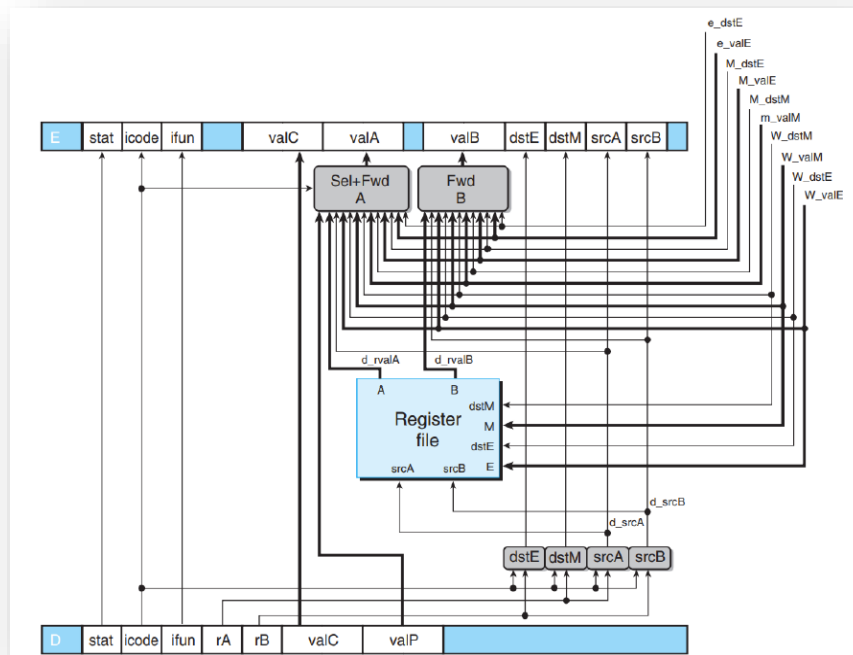 e_dstE
e_valE
M_dstE
M_valE
M_dstM
m_valM
W_dstM
W_valM
W_dstE
W_valE
E stat icode ifun valC valA valB dstE dstM srcA srcB
Sel+Fwd
A
Fwd
B
d_rvalA d_rvalB
A B
dstM
Register
M
file
dstE
srcA srcB E
d_srcB
d_srcA
dstE dstM srcA srcB
D stat icode ifun rA rB valC valP